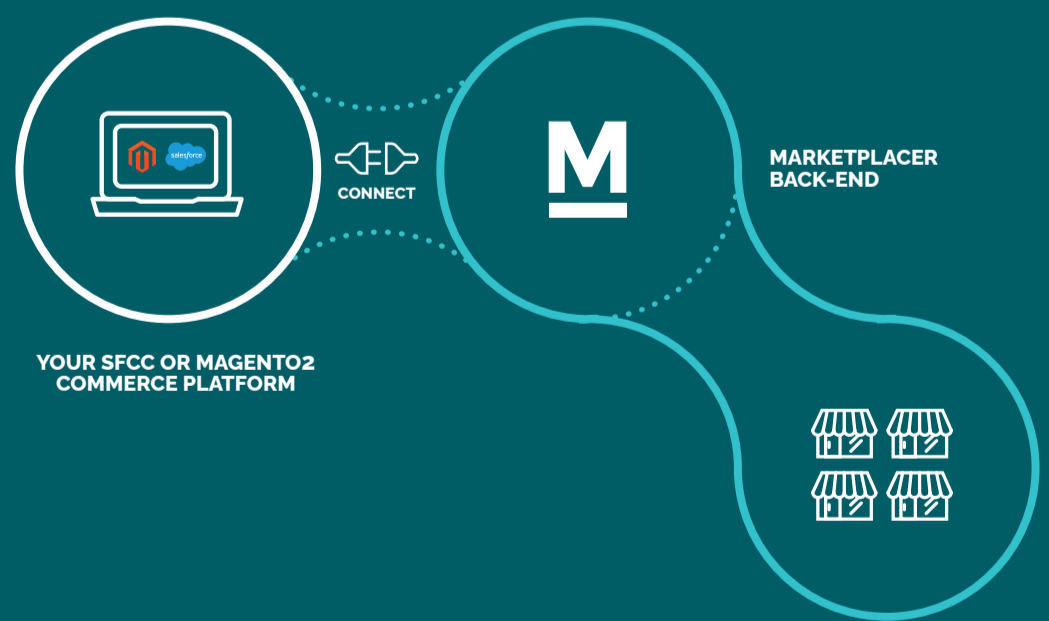 salesforce
CONNECT
M
MARKETPLACER
BACK-END
YOUR SFCC OR MAGENTO2
COMMERCE PLATFORM